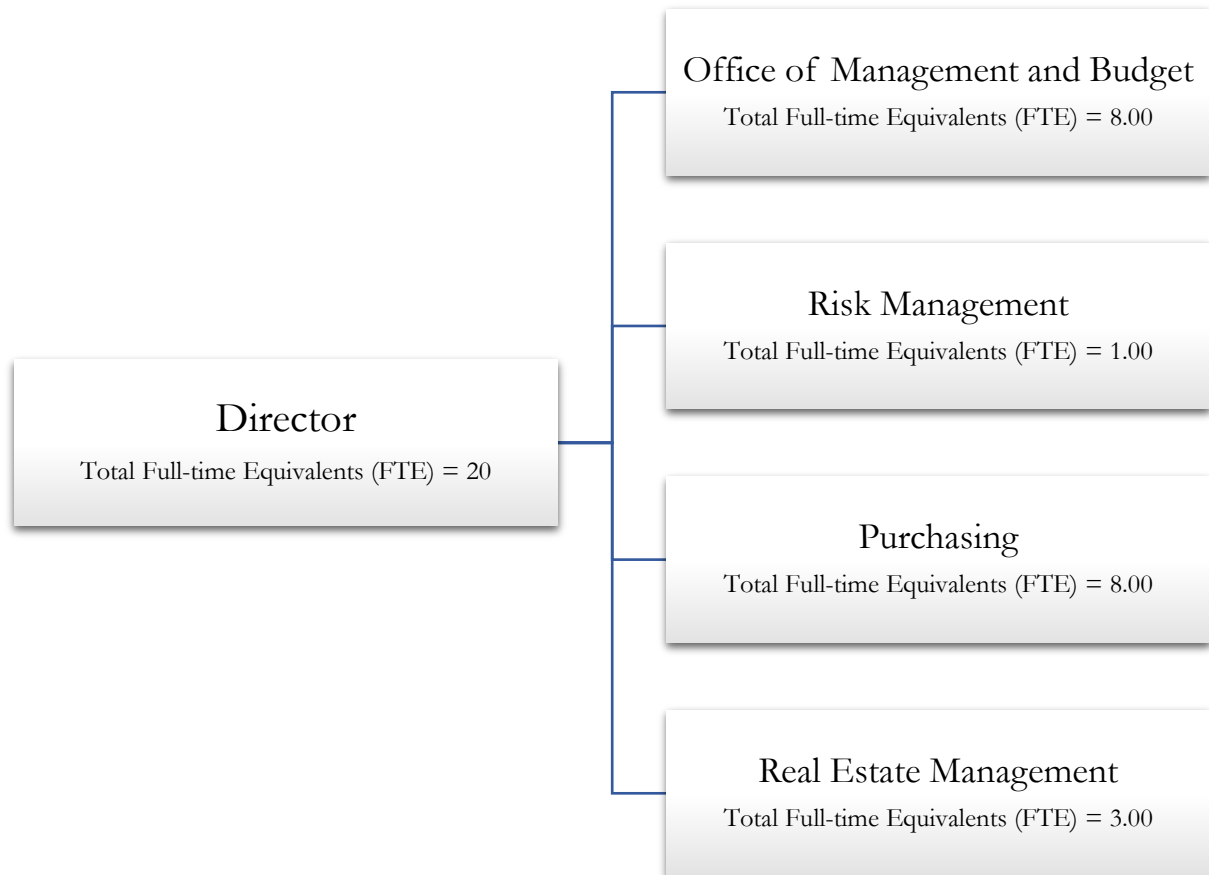 Office of Management and Budget
Total Full-time Equivalents (FTE) = 8.00
Risk Management
Total Full-time Equivalents (FTE) = 1.00
Director
Total Full-time Equivalents (FTE) = 20
Purchasing
Total Full-time Equivalents (FTE) = 8.00
Real Estate Management
Total Full-time Equivalents (FTE) = 3.00